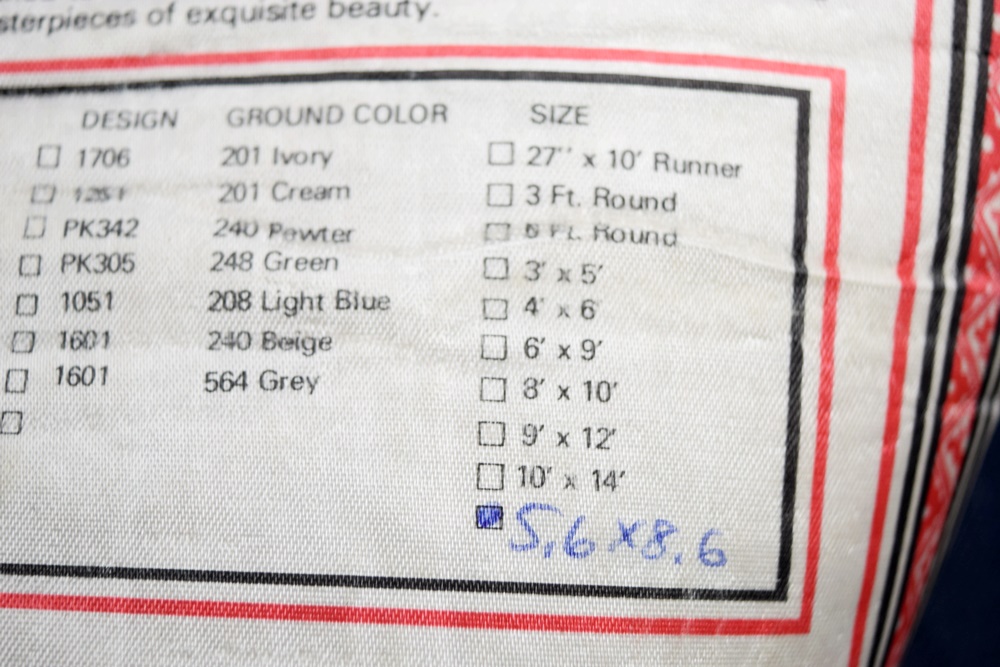 sterpieces of exquisite beauty.
DESIGN GROUND COLOR SIZE
1706 201 Ivory 27" x 10' Runner
201 Cream 3 Ft. Round
PK342 240 Pewter Ft. Round
PK305 248 Green 3' x 5'
1051 208 Light Blue 4' x 6'
1601 240 Beige 6' x 9'
1601 564 Grey 8' x 10'
9' x 12'
10' x 14'
5,6 x 8,6